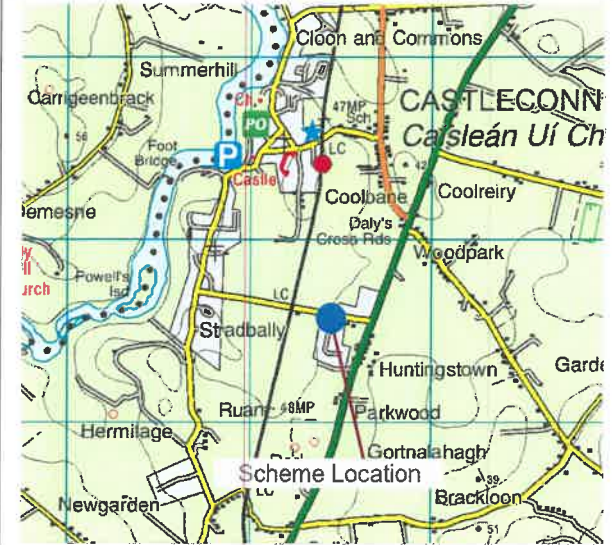 Cloon and Commons
Summerhill
Carrigeenbrack
Ch.
PO
47MP
Sch
CASTLECONN
Caisleán Uí Ch
56
Foot
Bridge
P
LC
42
Castle
Coolbane
Coolreiry
Demesne
Daly's
Cross Rds
Woodpark
urch
Powell's
Isd
LC
Stradbally
Huntingstown
Garde
Ruan
48MP
Parkwood
Hermitage
Gortnalahagh
Scheme Location
LC
39
Newgarden
Brackloon
51